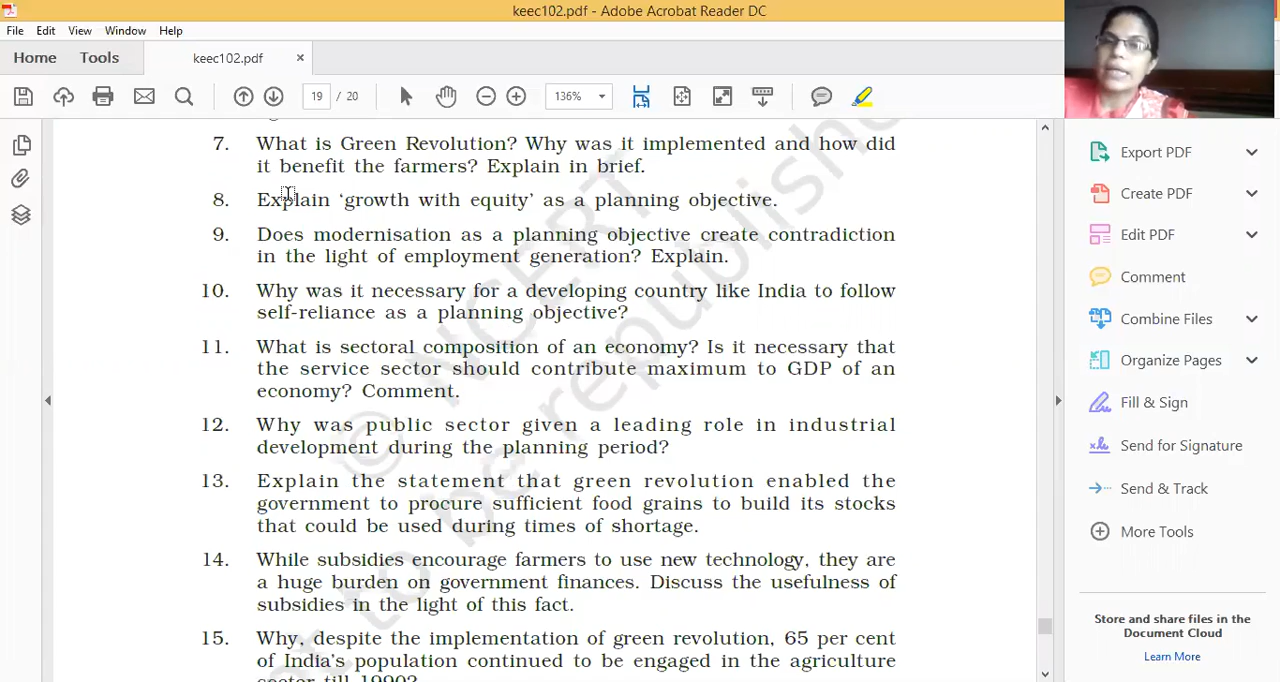 keec102.pdf - Adobe Acrobat Reader DC
File Edit View Window Help
Home Tools keec102.pdf ×
19 / 20 136%
7. What is Green Revolution? Why was it implemented and how did
it benefit the farmers? Explain in brief.
8. Explain ‘growth with equity’ as a planning objective.
9. Does modernisation as a planning objective create contradiction
in the light of employment generation? Explain.
10. Why was it necessary for a developing country like India to follow
self-reliance as a planning objective?
11. What is sectoral composition of an economy? Is it necessary that
the service sector should contribute maximum to GDP of an
economy? Comment.
12. Why was public sector given a leading role in industrial
development during the planning period?
13. Explain the statement that green revolution enabled the
government to procure sufficient food grains to build its stocks
that could be used during times of shortage.
14. While subsidies encourage farmers to use new technology, they are
a huge burden on government finances. Discuss the usefulness of
subsidies in the light of this fact.
15. Why, despite the implementation of green revolution, 65 per cent
of India’s population continued to be engaged in the agriculture
sector till 1990?
© NCERT
not to be republished
Export PDF
Create PDF
Edit PDF
Comment
Combine Files
Organize Pages
Fill & Sign
Send for Signature
Send & Track
More Tools
Store and share files in the
Document Cloud
Learn More